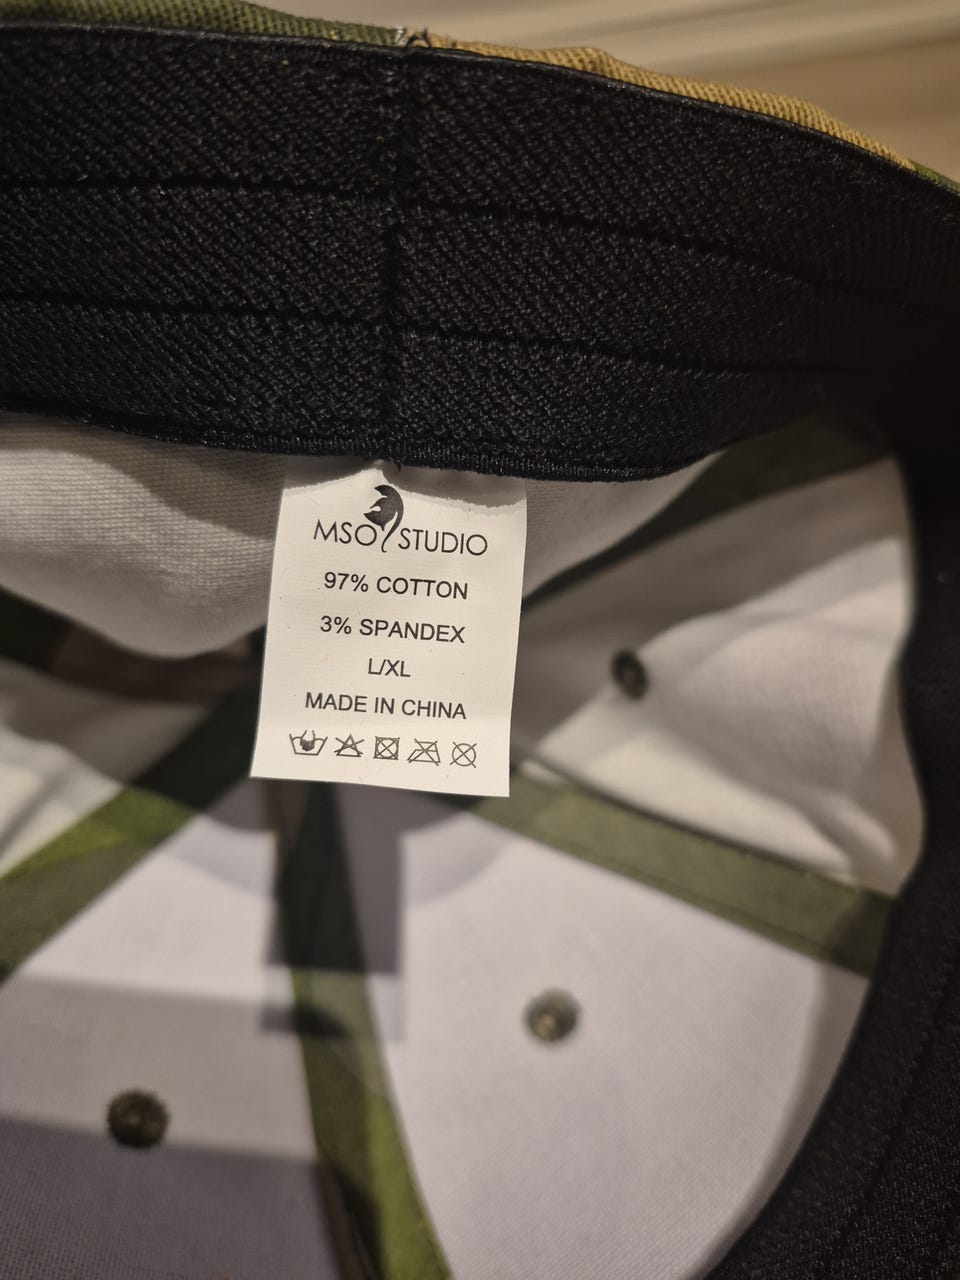 MSO STUDIO
97% COTTON
3% SPANDEX
L/XL
MADE IN CHINA